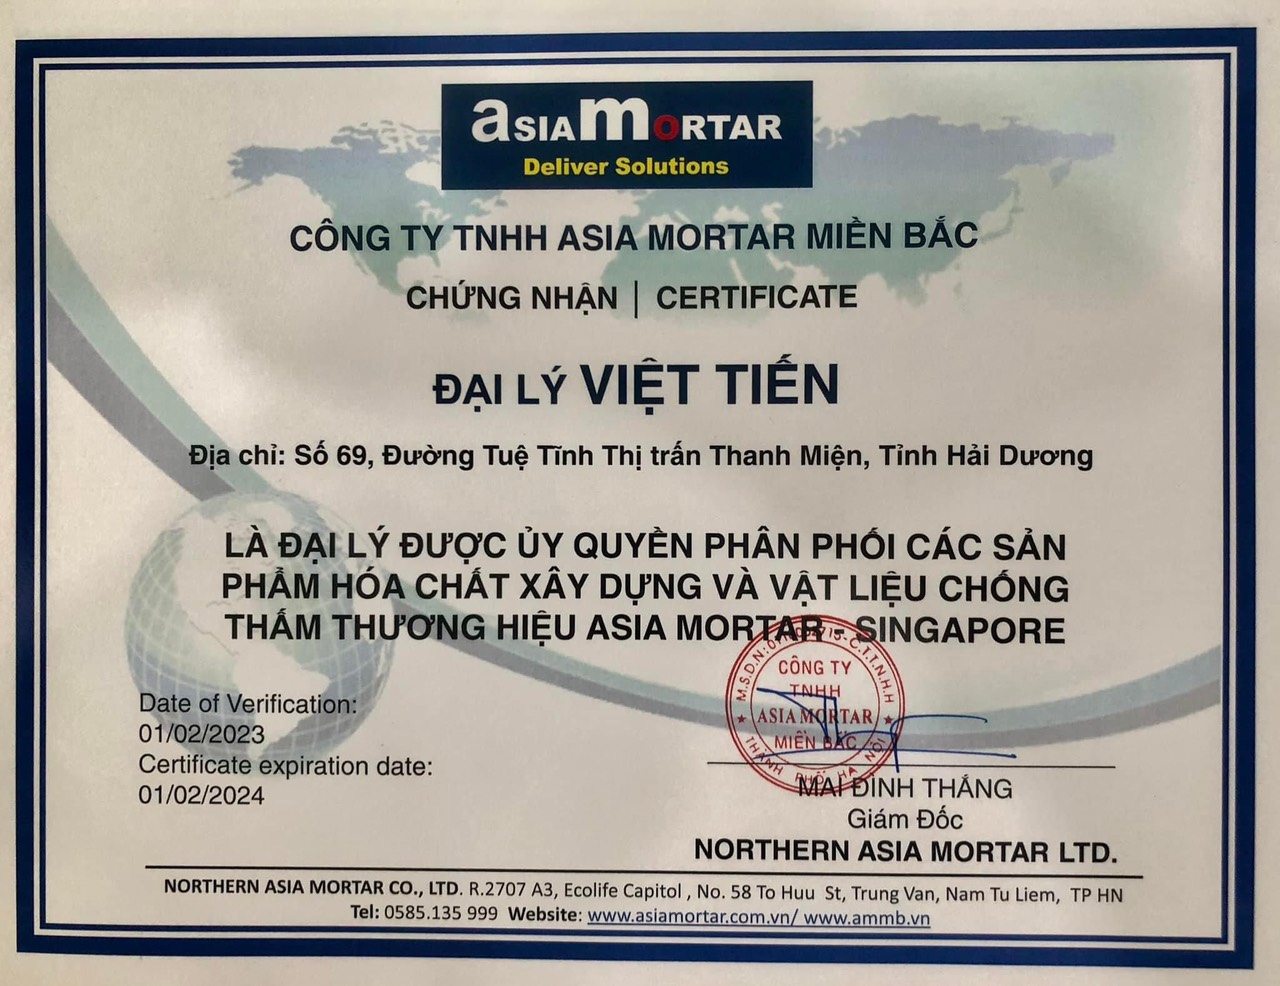 ASIA MORTAR
Deliver Solutions
CÔNG TY TNHH ASIA MORTAR MIỀN BẮC
CHỨNG NHẬN | CERTIFICATE
ĐẠI LÝ VIỆT TIẾN
Địa chỉ: Số 69, Đường Tuệ Tĩnh Thị trấn Thanh Miện, Tỉnh Hải Dương
LÀ ĐẠI LÝ ĐƯỢC ỦY QUYỀN PHÂN PHỐI CÁC SẢN
PHẨM HÓA CHẤT XÂY DỰNG VÀ VẬT LIỆU CHỐNG
THẤM THƯƠNG HIỆU ASIA MORTAR - SINGAPORE
Date of Verification:
01/02/2023
Certificate expiration date:
01/02/2024
M.S.D.N: C.T.T.N.H.H
CÔNG TY
TNHH
ASIA MORTAR
MIỀN BẮC
THÀNH PHỐ HÀ NỘI
MAI ĐÌNH THẮNG
Giám Đốc
NORTHERN ASIA MORTAR LTD.
NORTHERN ASIA MORTAR CO., LTD. R.2707 A3, Ecolife Capitol , No. 58 To Huu St, Trung Van, Nam Tu Liem, TP HN
Tel: 0585.135 999 Website: www.asiamortar.com.vn/ www.ammb.vn